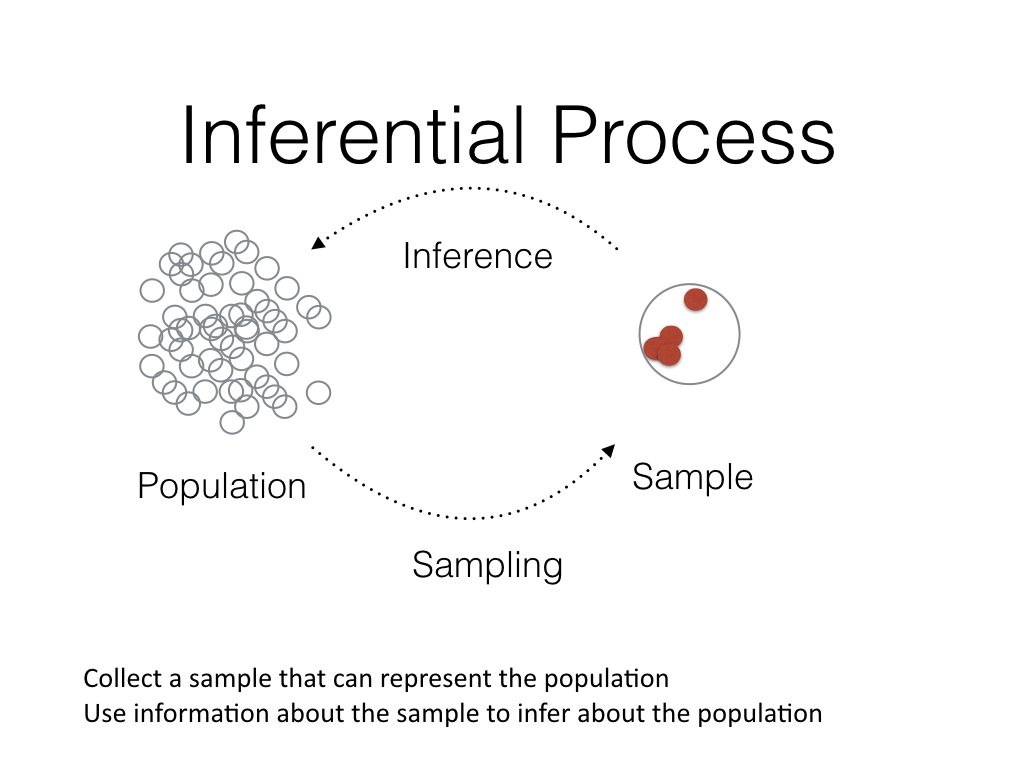 Inferential Process
Inference
Population
Sample
Sampling
Collect a sample that can represent the population
Use information about the sample to infer about the population